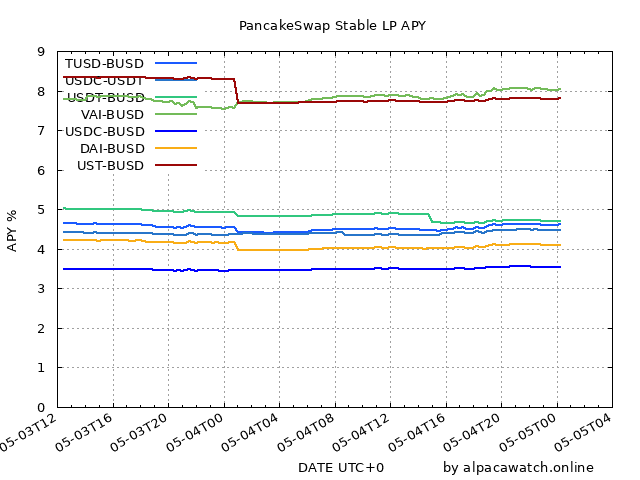 PancakeSwap Stable LP APY
9
8
7
6
5
4
3
2
1
0
APY %
TUSD-BUSD
USDC-USDT
USDT-BUSD
VAI-BUSD
USDC-BUSD
DAI-BUSD
UST-BUSD
05-03T12
05-03T16
05-03T20
05-04T00
05-04T04
05-04T08
05-04T12
05-04T16
05-04T20
05-05T00
05-05T04
DATE UTC+0
by alpacawatch.online